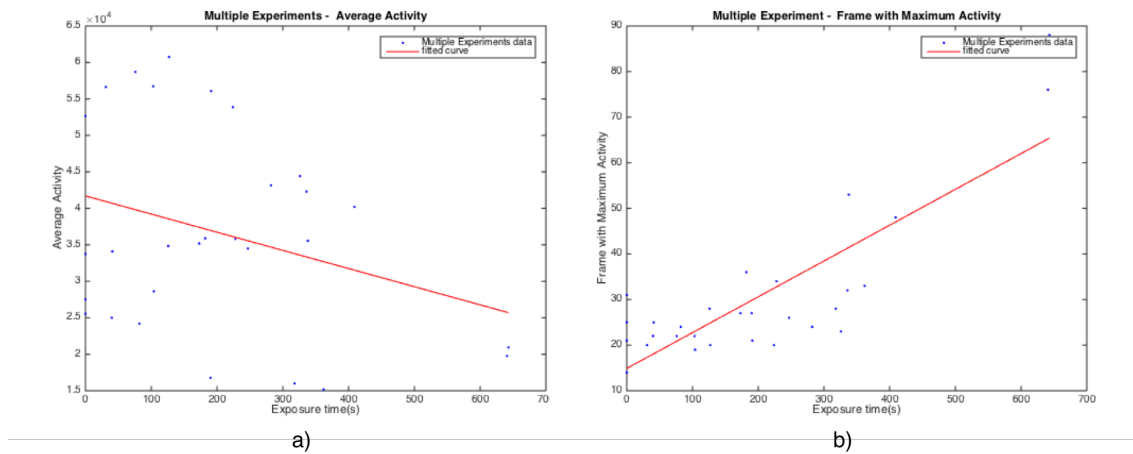 Multiple Experiments - Average Activity
×10⁴
6.5
6
5.5
5
4.5
4
3.5
3
2.5
2
1.5
Average Activity
Multiple Experiments data
fitted curve
0 100 200 300 400 500 600 70
Exposure time(s)
a)
Multiple Experiment - Frame with Maximum Activity
90
80
70
60
50
40
30
20
10
Frame with Maximum Activity
Multiple Experiments data
fitted curve
0 100 200 300 400 500 600 700
Exposure time(s)
b)